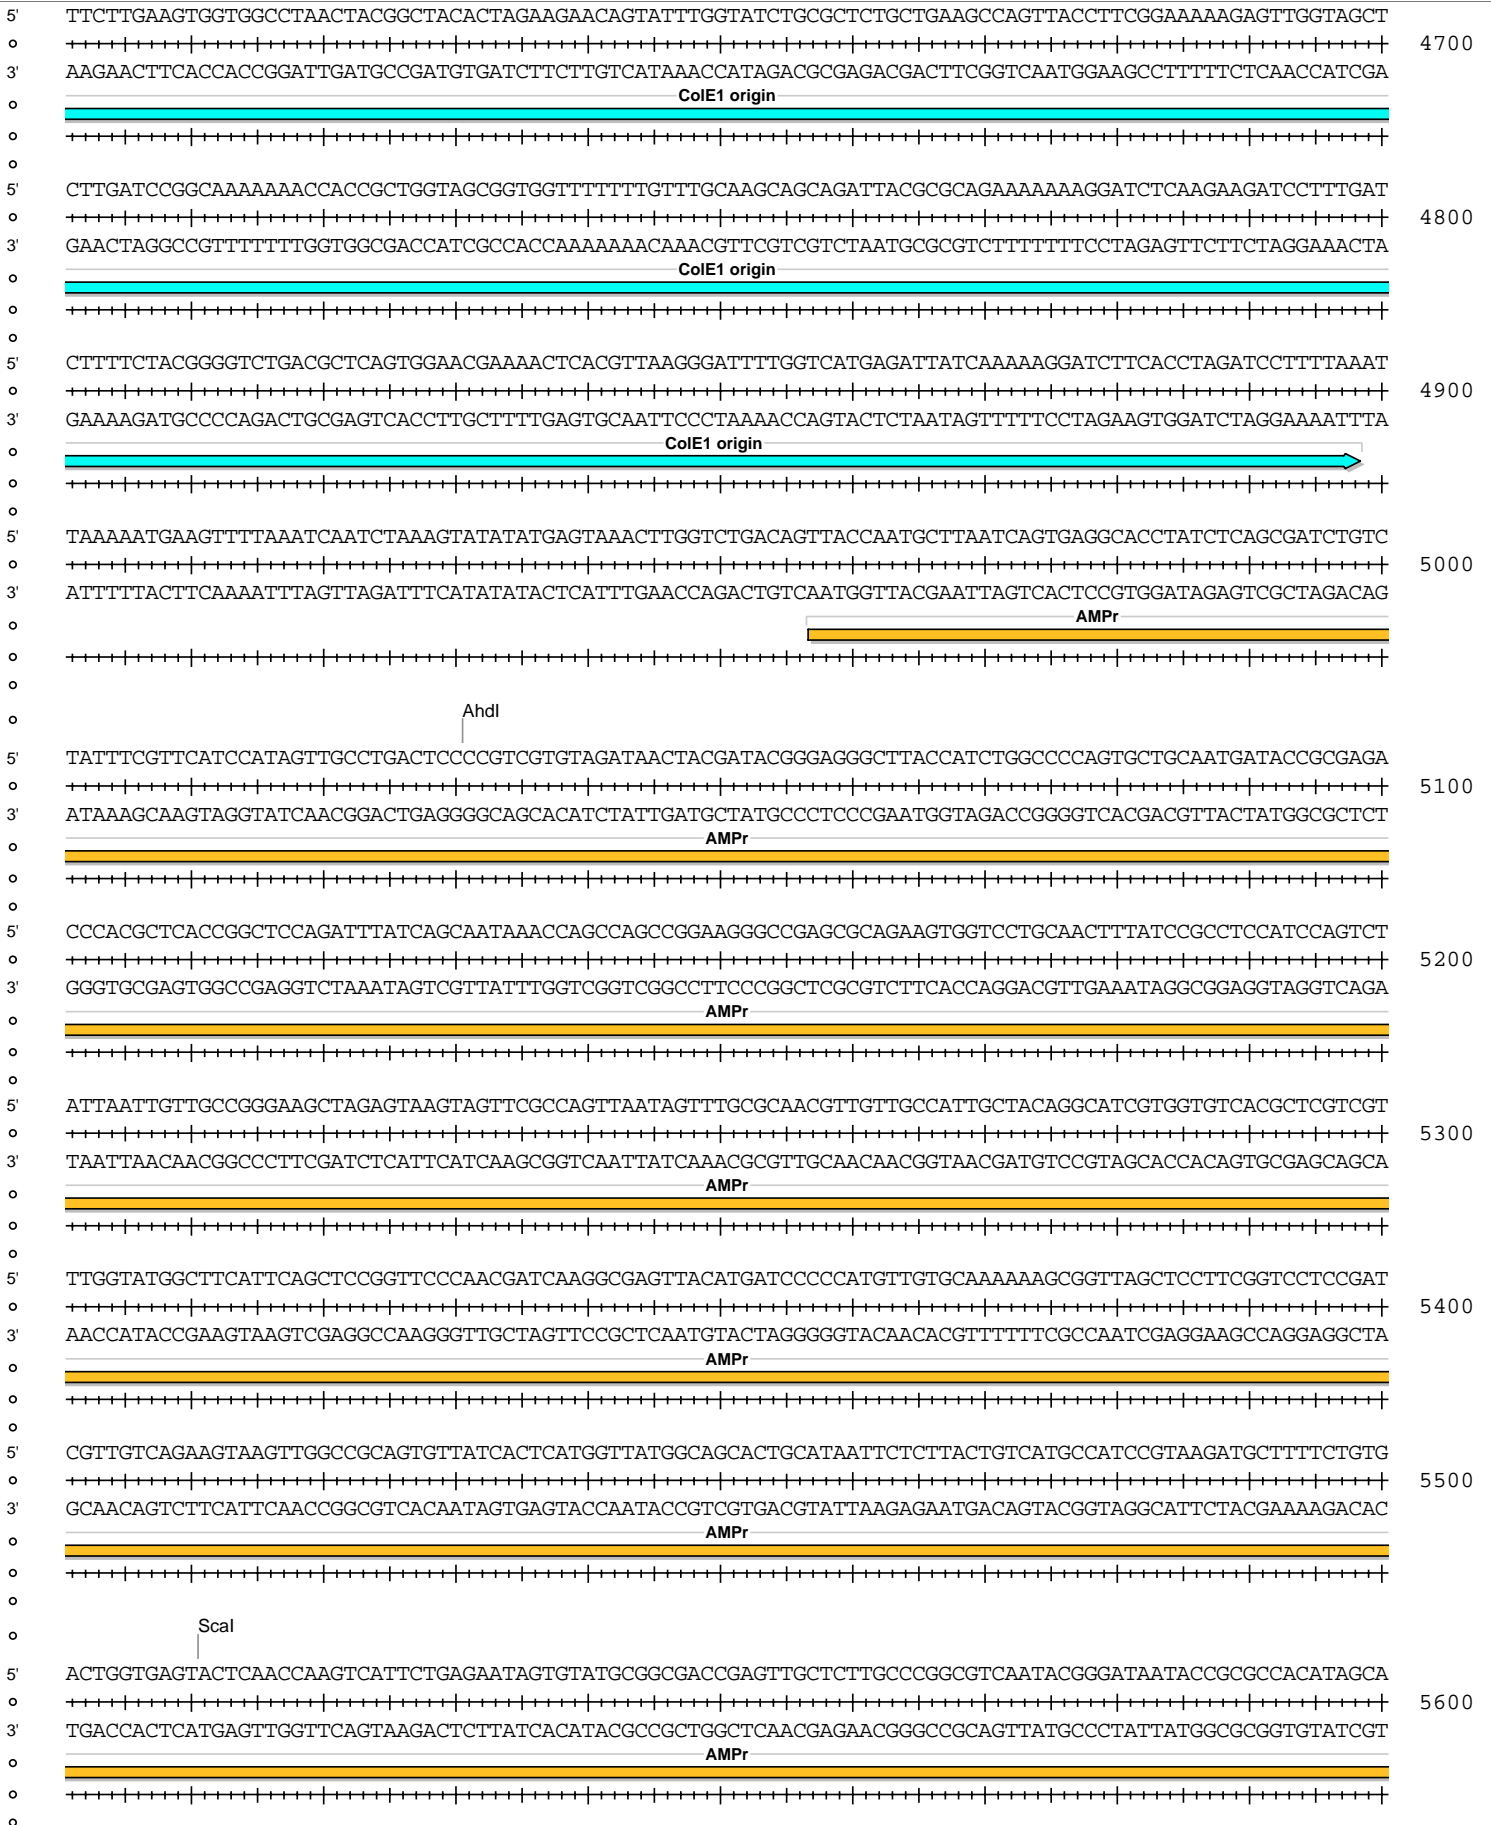 5' TTCTTGAAGTGGTGGCCTAACTACGGCTACACTAGAAGAACAGTATTTGGTATCTGCGCTCTGCTGAAGCCAGTTACCTTCGGAAAAAGAGTTGGTAGCT
4700
3' AAGAACTTCACCACCGGATTGATGCCGATGTGATCTTCTTGTCATAAACCATAGACGCGAGACGACTTCGGTCAATGGAAGCCTTTTTCTCAACCATCGA
ColE1 origin
5' CTTGATCCGGCAAAAAAACCACCGCTGGTAGCGGTGGTTTTTTTGTTTGCAAGCAGCAGATTACGCGCAGAAAAAAAGGATCTCAAGAAGATCCTTTGAT
4800
3' GAACTAGGCCGTTTTTTTGGTGGCGACCATCGCCACCAAAAAAACAAACGTTCGTCGTCTAATGCGCGTCTTTTTTTCCTAGAGTTCTTCTAGGAAACTA
ColE1 origin
5' CTTTTCTACGGGGTCTGACGCTCAGTGGAACGAAAACTCACGTTAAGGGATTTTGGTCATGAGATTATCAAAAAGGATCTTCACCTAGATCCTTTTAAAT
4900
3' GAAAAGATGCCCCAGACTGCGAGTCACCTTGCTTTTGAGTGCAATTCCCTAAAACCAGTACTCTAATAGTTTTTCCTAGAAGTGGATCTAGGAAAATTTA
ColE1 origin
5' TAAAAATGAAGTTTTAAATCAATCTAAAGTATATATGAGTAAACTTGGTCTGACAGTTACCAATGCTTAATCAGTGAGGCACCTATCTCAGCGATCTGTC
5000
3' ATTTTTACTTCAAAATTTAGTTAGATTTCATATATACTCATTTGAACCAGACTGTCAATGGTTACGAATTAGTCACTCCGTGGATAGAGTCGCTAGACAG
AMPr
AhdI
5' TATTTCGTTCATCCATAGTTGCCTGACTCCCCGTCGTGTAGATAACTACGATACGGGAGGGCTTACCATCTGGCCCCAGTGCTGCAATGATACCGCGAGA
5100
3' ATAAAGCAAGTAGGTATCAACGGACTGAGGGGCAGCACATCTATTGATGCTATGCCCTCCCGAATGGTAGACCGGGGTCACGACGTTACTATGGCGCTCT
AMPr
5' CCCACGCTCACCGGCTCCAGATTTATCAGCAATAAACCAGCCAGCCGGAAGGGCCGAGCGCAGAAGTGGTCCTGCAACTTTATCCGCCTCCATCCAGTCT
5200
3' GGGTGCGAGTGGCCGAGGTCTAAATAGTCGTTATTTGGTCGGTCGGCCTTCCCGGCTCGCGTCTTCACCAGGACGTTGAAATAGGCGGAGGTAGGTCAGA
AMPr
5' ATTAATTGTTGCCGGGAAGCTAGAGTAAGTAGTTCGCCAGTTAATAGTTTGCGCAACGTTGTTGCCATTGCTACAGGCATCGTGGTGTCACGCTCGTCGT
5300
3' TAATTAACAACGGCCCTTCGATCTCATTCATCAAGCGGTCAATTATCAAACGCGTTGCAACAACGGTAACGATGTCCGTAGCACCACAGTGCGAGCAGCA
AMPr
5' TTGGTATGGCTTCATTCAGCTCCGGTTCCCAACGATCAAGGCGAGTTACATGATCCCCCATGTTGTGCAAAAAAGCGGTTAGCTCCTTCGGTCCTCCGAT
5400
3' AACCATACCGAAGTAAGTCGAGGCCAAGGGTTGCTAGTTCCGCTCAATGTACTAGGGGGTACAACACGTTTTTTCGCCAATCGAGGAAGCCAGGAGGCTA
AMPr
5' CGTTGTCAGAAGTAAGTTGGCCGCAGTGTTATCACTCATGGTTATGGCAGCACTGCATAATTCTCTTACTGTCATGCCATCCGTAAGATGCTTTTCTGTG
5500
3' GCAACAGTCTTCATTCAACCGGCGTCACAATAGTGAGTACCAATACCGTCGTGACGTATTAAGAGAATGACAGTACGGTAGGCATTCTACGAAAAGACAC
AMPr
ScaI
5' ACTGGTGAGTACTCAACCAAGTCATTCTGAGAATAGTGTATGCGGCGACCGAGTTGCTCTTGCCCGGCGTCAATACGGGATAATACCGCGCCACATAGCA
5600
3' TGACCACTCATGAGTTGGTTCAGTAAGACTCTTATCACATACGCCGCTGGCTCAACGAGAACGGGCCGCAGTTATGCCCTATTATGGCGCGGTGTATCGT
AMPr